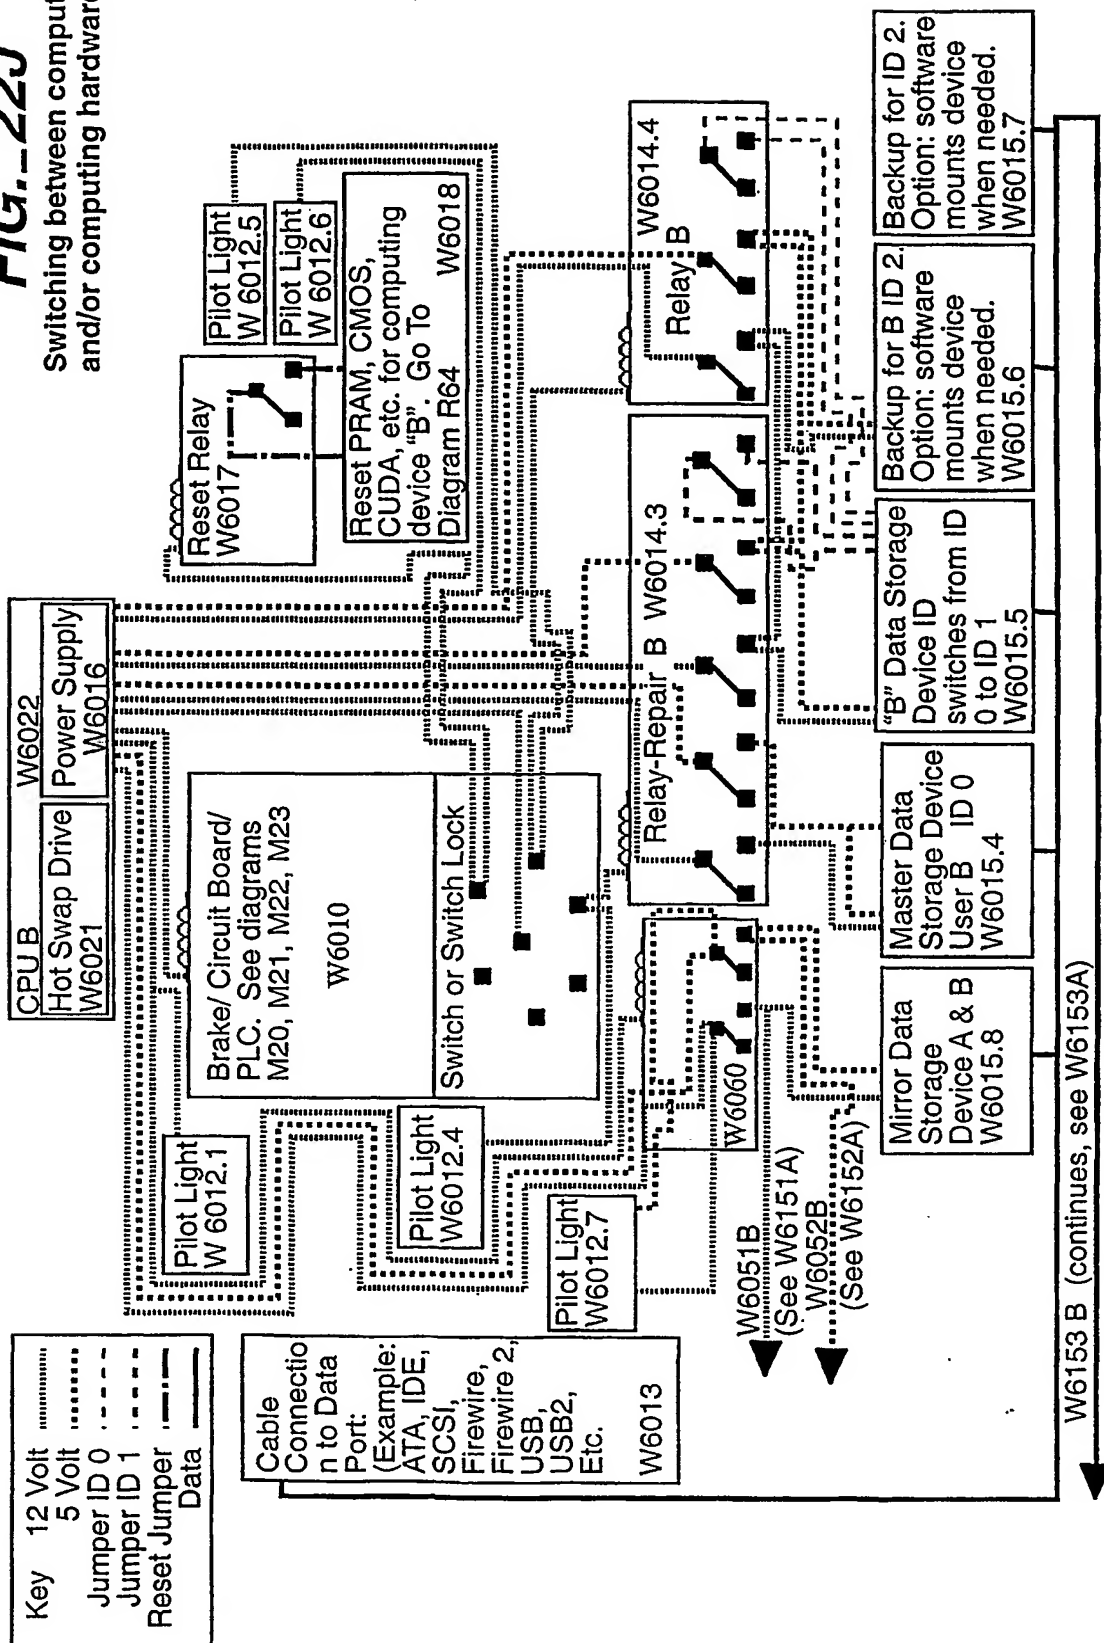 FIG._22J
Switching between comput
and/or computing hardwar
Key 12 Volt
5 Volt
Jumper ID 0
Jumper ID 1
Reset Jumper
Data
CPU B W6022
Hot Swap Drive
W6021
Power Supply
W6016
Pilot Light
W 6012.1
Brake/ Circuit Board/
PLC. See diagrams
M20, M21, M22, M23
W6010
Switch or Switch Lock
Reset Relay
W6017
Pilot Light
W 6012.5
Pilot Light
W 6012.6
Reset PRAM, CMOS,
CUDA, etc. for computing
device "B". Go To
Diagram R64 W6018
Cable
Connectio
n to Data
Port:
(Example:
ATA, IDE,
SCSI,
Firewire,
Firewire 2,
USB,
USB2,
Etc.
W6013
Pilot Light
W6012.4
Pilot Light
W6012.7
W6060
Relay-Repair B W6014.3
Relay B
W6014.4
W6051B
(See W6151A)
W6052B
(See W6152A)
Mirror Data
Storage
Device A & B
W6015.8
Master Data
Storage Device
User B ID 0
W6015.4
"B" Data Storage
Device ID
switches from ID
0 to ID 1
W6015.5
Backup for B ID 2.
Option: software
mounts device
when needed.
W6015.6
Backup for ID 2.
Option: software
mounts device
when needed.
W6015.7
W6153 B (continues, see W6153A)